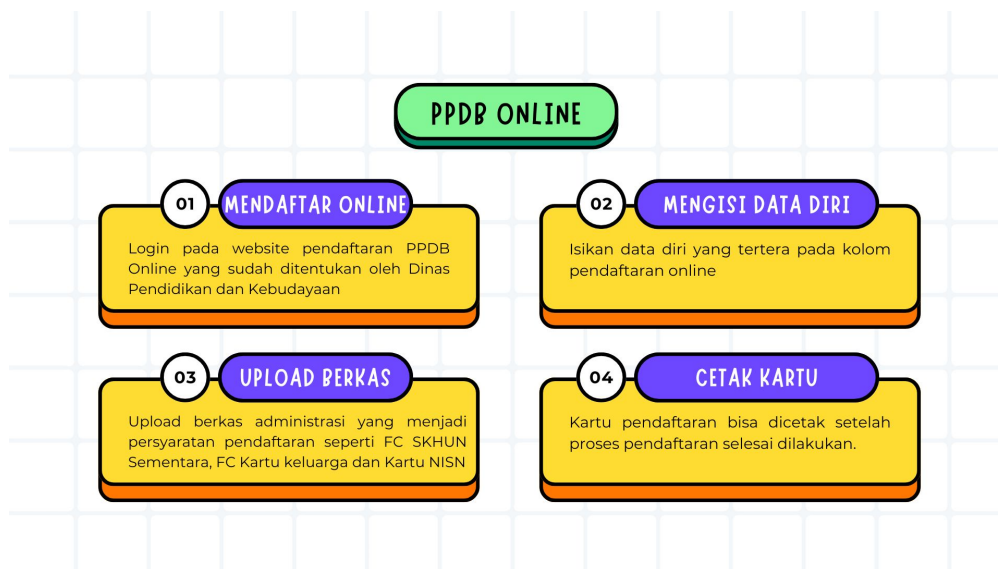 PPDB ONLINE
01 MENDAFTAR ONLINE
Login pada website pendaftaran PPDB
Online yang sudah ditentukan oleh Dinas
Pendidikan dan Kebudayaan
02 MENGISI DATA DIRI
Isikan data diri yang tertera pada kolom
pendaftaran online
03 UPLOAD BERKAS
Upload berkas administrasi yang menjadi
persyaratan pendaftaran seperti FC SKHUN
Sementara, FC Kartu keluarga dan Kartu NISN
04 CETAK KARTU
Kartu pendaftaran bisa dicetak setelah
proses pendaftaran selesai dilakukan.